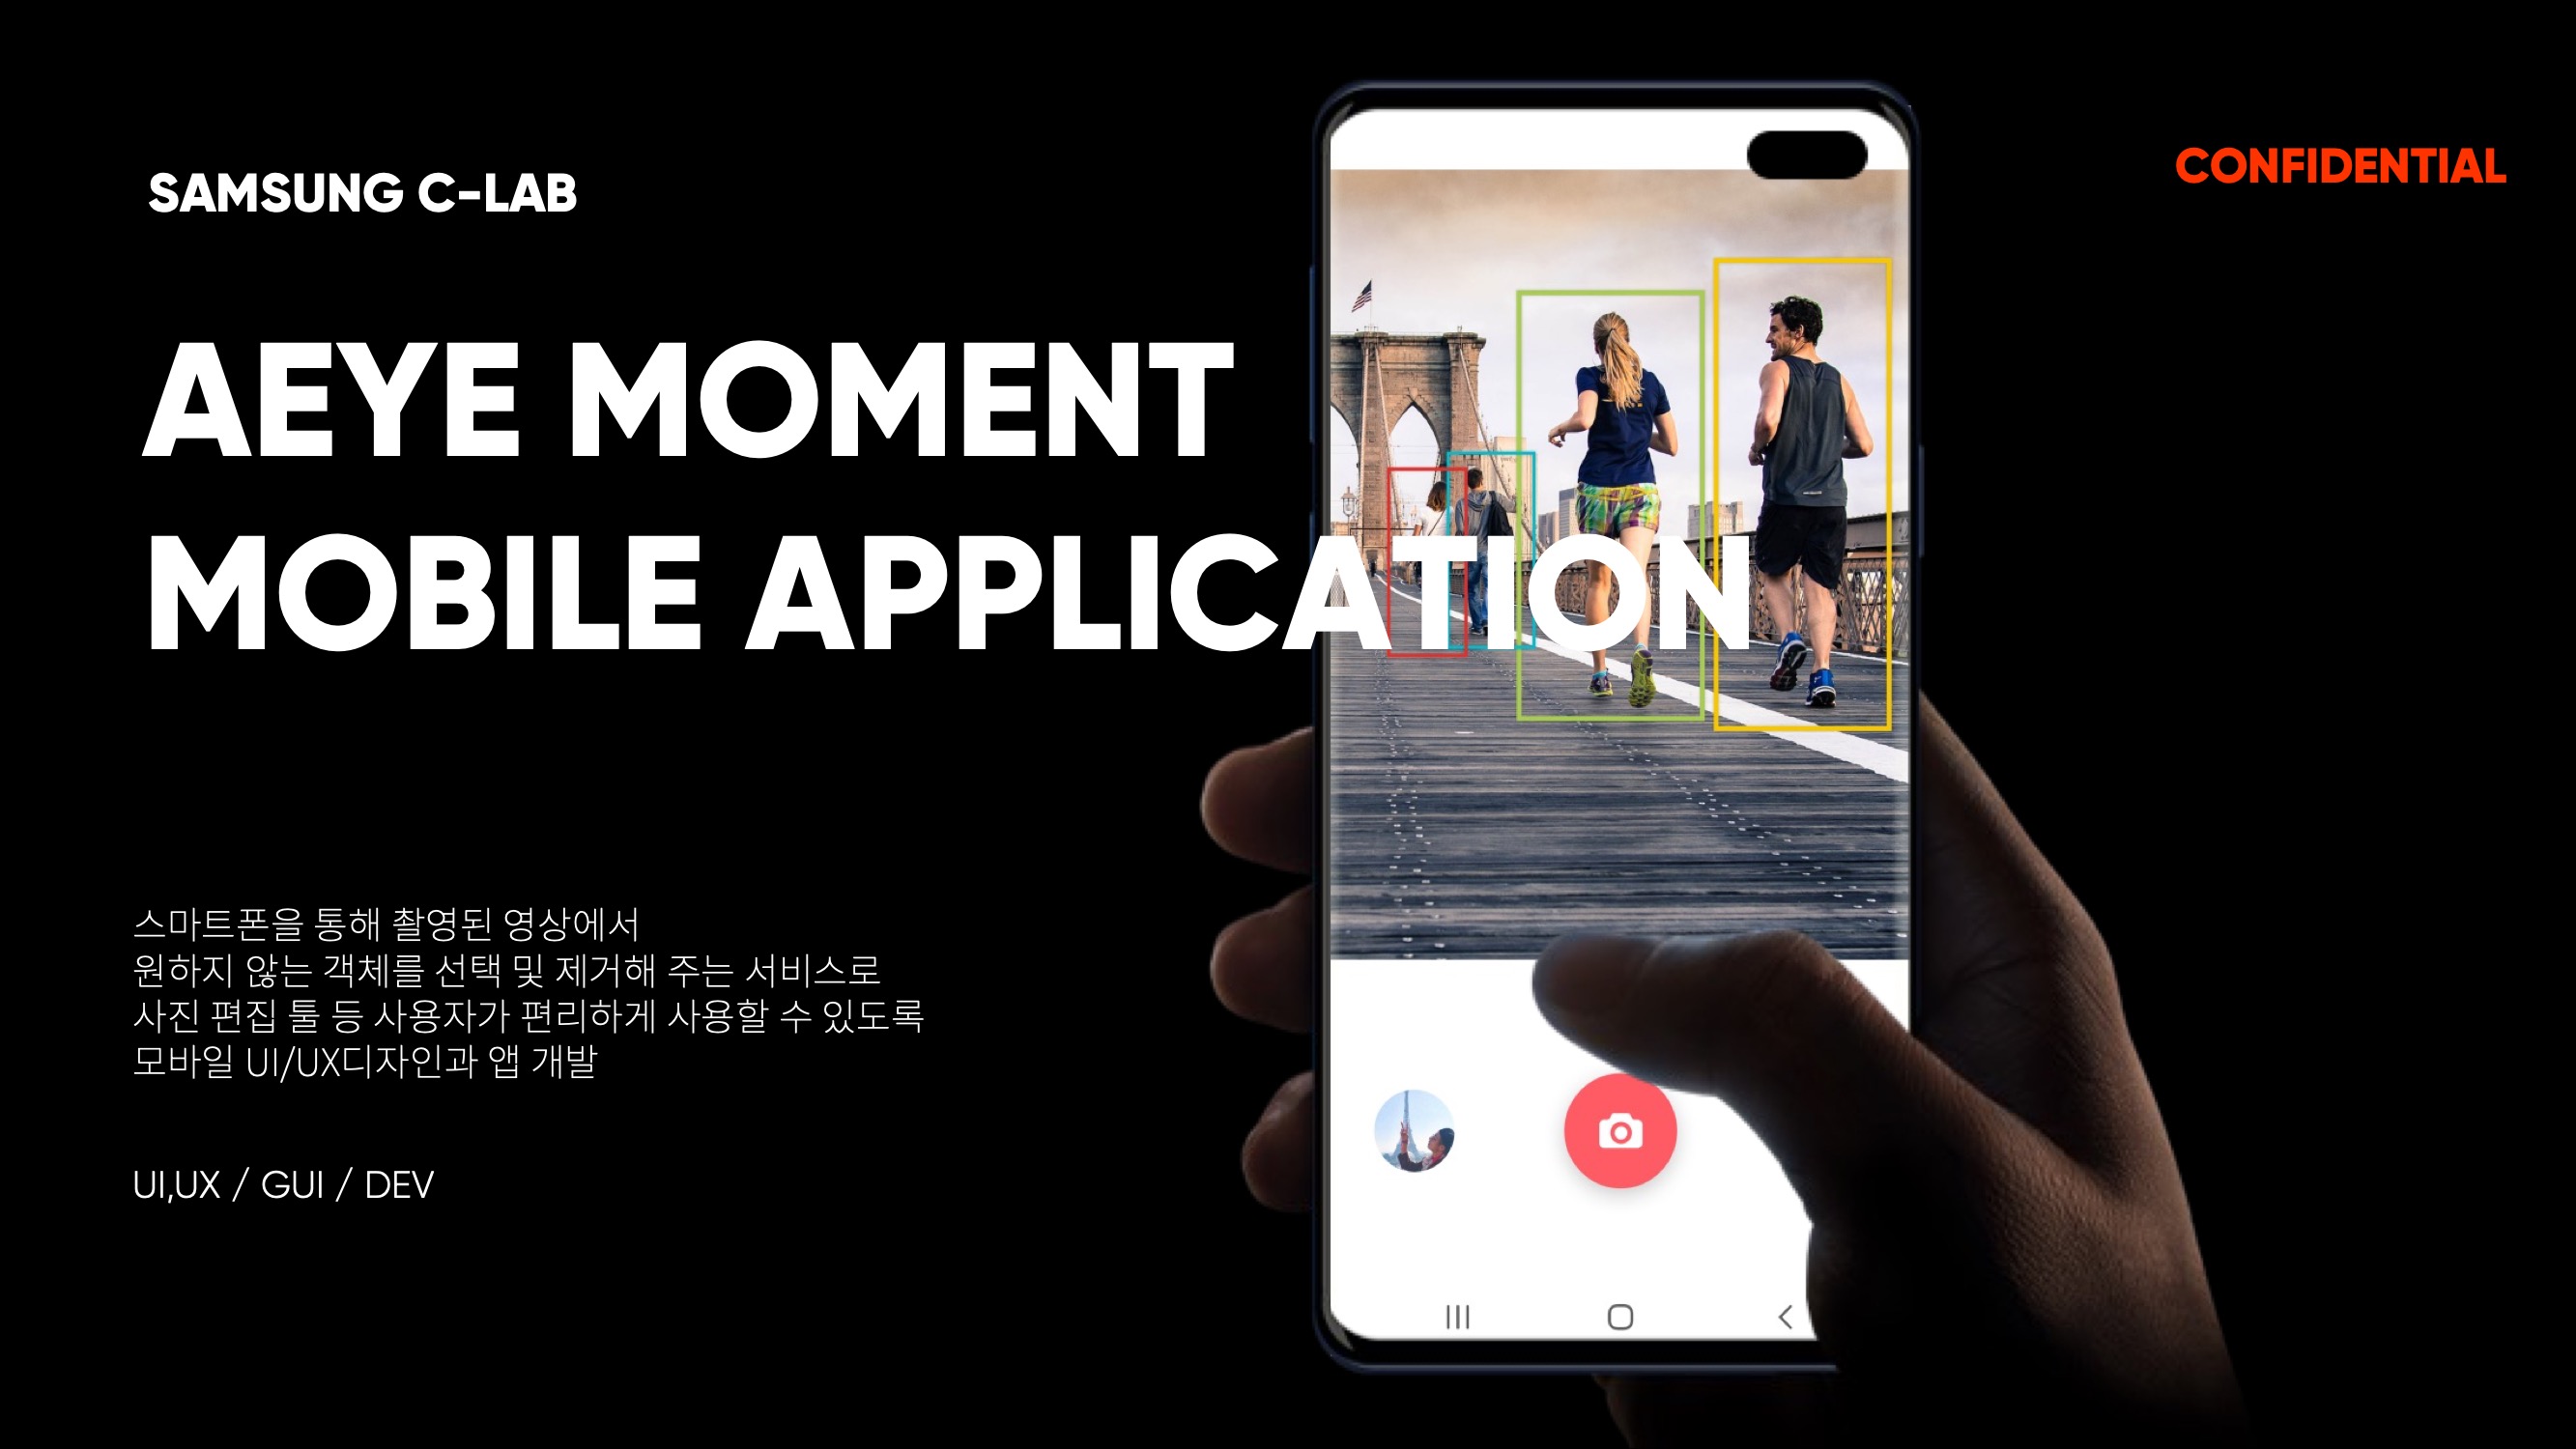 SAMSUNG C-LAB
CONFIDENTIAL
AEYE MOMENT
MOBILE APPLICATION
스마트폰을 통해 촬영된 영상에서
원하지 않는 객체를 선택 및 제거해 주는 서비스로
사진 편집 툴 등 사용자가 편리하게 사용할 수 있도록
모바일 UI/UX디자인과 앱 개발
UI,UX / GUI / DEV